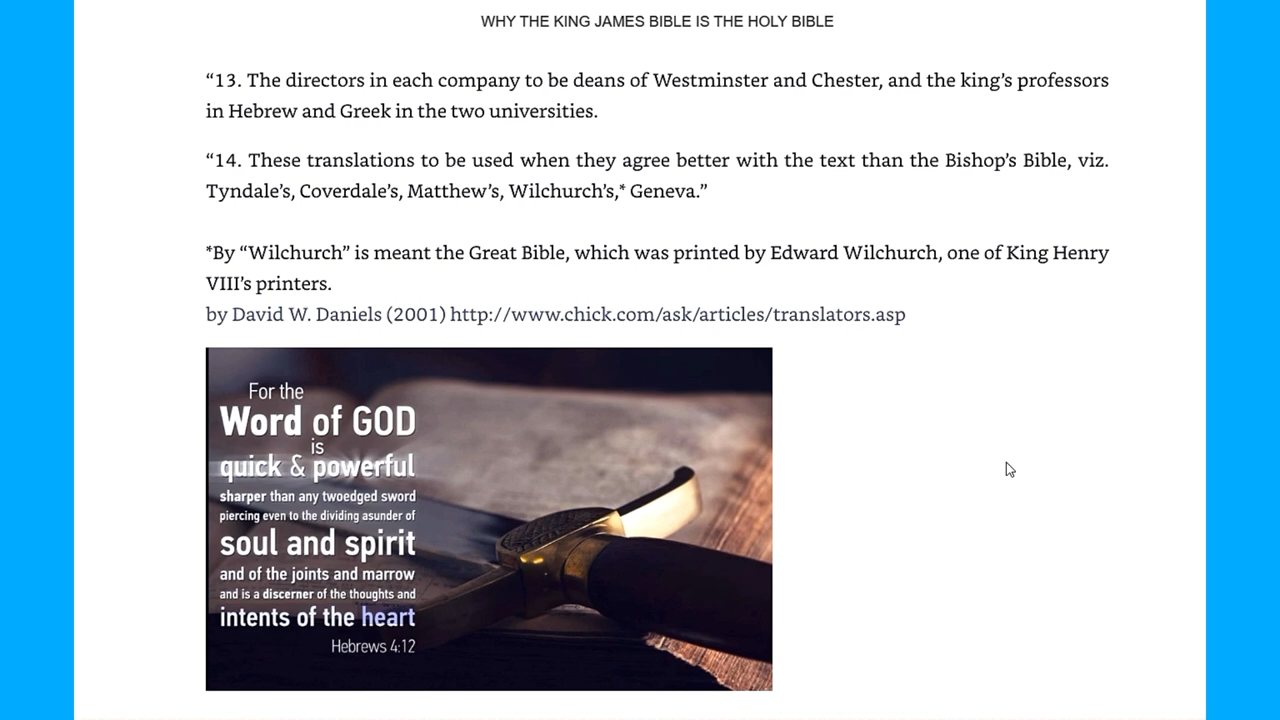 WHY THE KING JAMES BIBLE IS THE HOLY BIBLE
“13. The directors in each company to be deans of Westminster and Chester, and the king’s professors
in Hebrew and Greek in the two universities.
“14. These translations to be used when they agree better with the text than the Bishop’s Bible, viz.
Tyndale’s, Coverdale’s, Matthew’s, Wilchurch’s,* Geneva.”
*By “Wilchurch” is meant the Great Bible, which was printed by Edward Wilchurch, one of King Henry
VIII’s printers.
by David W. Daniels (2001) http://www.chick.com/ask/articles/translators.asp
For the
Word of GOD
is
quick & powerful
sharper than any twoedged sword
piercing even to the dividing asunder of
soul and spirit
and of the joints and marrow
and is a discerner of the thoughts and
intents of the heart
Hebrews 4:12